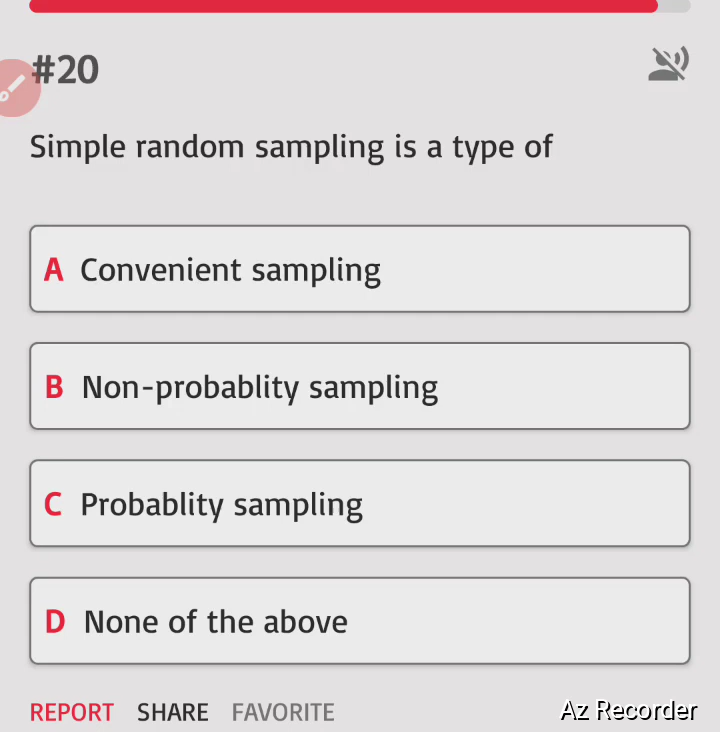 #20
Simple random sampling is a type of
A Convenient sampling
B Non-probablity sampling
C Probablity sampling
D None of the above
REPORT SHARE FAVORITE
Az Recorder